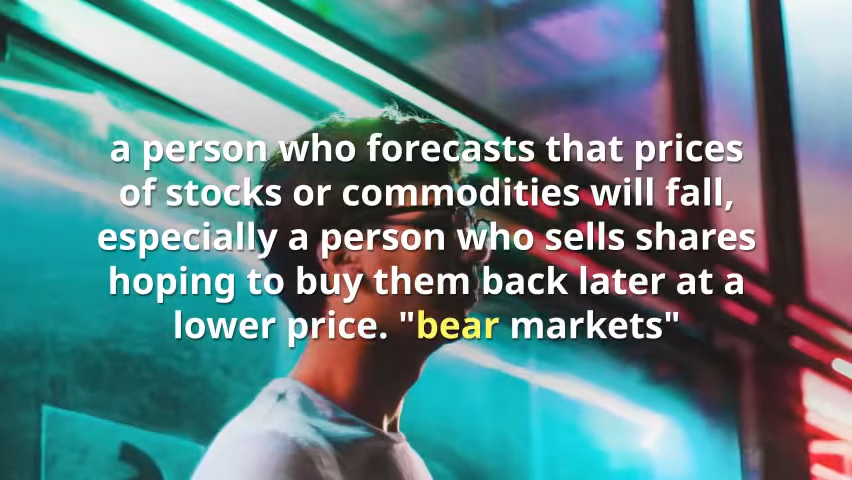 a person who forecasts that prices
of stocks or commodities will fall,
especially a person who sells shares
hoping to buy them back later at a
lower price. "bear markets"